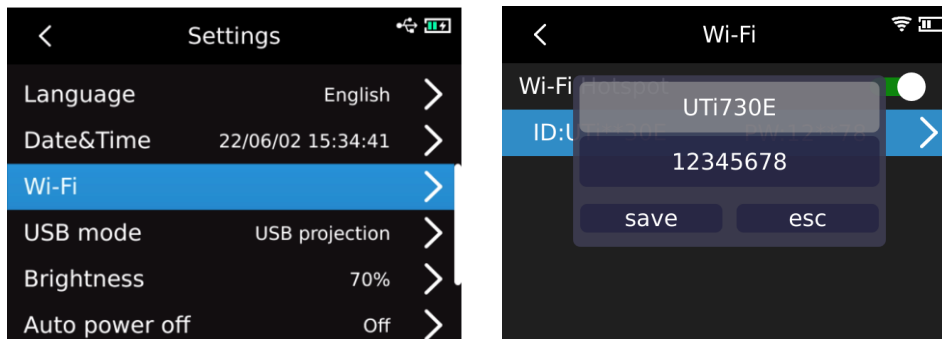 Settings
Language English
Date&Time 22/06/02 15:34:41
Wi-Fi
USB mode USB projection
Brightness 70%
Auto power off Off
Wi-Fi
Wi-Fi Hotspot
UTi730E
ID:U
12345678
save esc